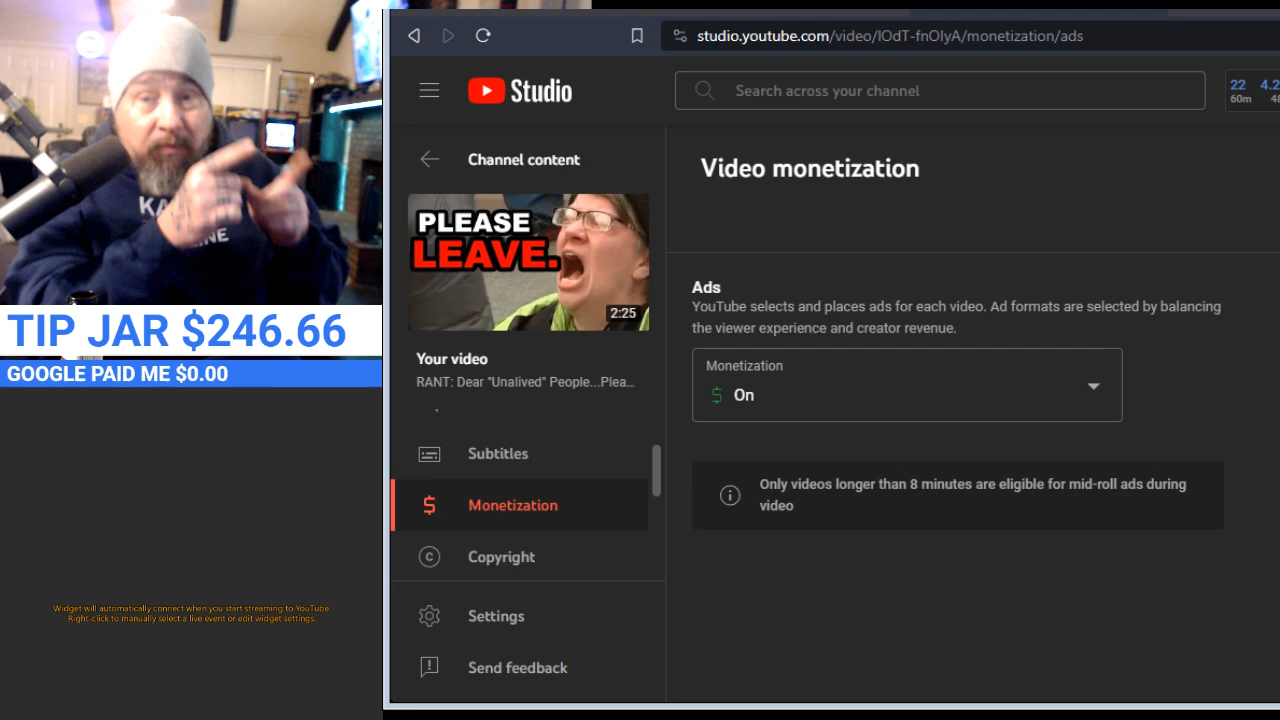 TIP JAR $246.66
GOOGLE PAID ME $0.00
Widget will automatically connect when you start streaming to YouTube.
Right-click to manually select a live event or edit widget settings.
studio.youtube.com/video/IOdT-fnOlyA/monetization/ads
Studio
Search across your channel
22
60m
Channel content
PLEASE
LEAVE.
2:25
Your video
RANT: Dear "Unalived" People...Plea...
Subtitles
$ Monetization
Copyright
Settings
Send feedback
Video monetization
Ads
YouTube selects and places ads for each video. Ad formats are selected by balancing
the viewer experience and creator revenue.
Monetization
$ On
Only videos longer than 8 minutes are eligible for mid-roll ads during
video